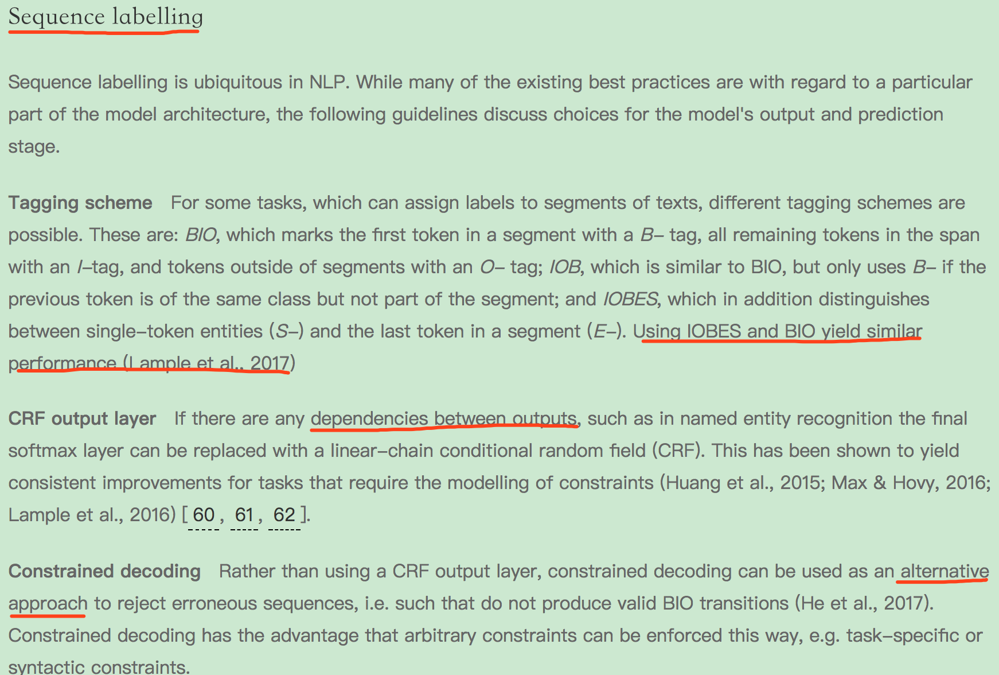 Sequence labelling
Sequence labelling is ubiquitous in NLP. While many of the existing best practices are with regard to a particular
part of the model architecture, the following guidelines discuss choices for the model's output and prediction
stage.
Tagging scheme For some tasks, which can assign labels to segments of texts, different tagging schemes are
possible. These are: BIO, which marks the first token in a segment with a B- tag, all remaining tokens in the span
with an I-tag, and tokens outside of segments with an O- tag; IOB, which is similar to BIO, but only uses B- if the
previous token is of the same class but not part of the segment; and IOBES, which in addition distinguishes
between single-token entities (S-) and the last token in a segment (E-). Using IOBES and BIO yield similar
performance (Lample et al., 2017)
CRF output layer If there are any dependencies between outputs, such as in named entity recognition the final
softmax layer can be replaced with a linear-chain conditional random field (CRF). This has been shown to yield
consistent improvements for tasks that require the modelling of constraints (Huang et al., 2015; Max & Hovy, 2016;
Lample et al., 2016) [ 60 , 61 , 62 ].
Constrained decoding Rather than using a CRF output layer, constrained decoding can be used as an alternative
approach to reject erroneous sequences, i.e. such that do not produce valid BIO transitions (He et al., 2017).
Constrained decoding has the advantage that arbitrary constraints can be enforced this way, e.g. task-specific or
syntactic constraints.